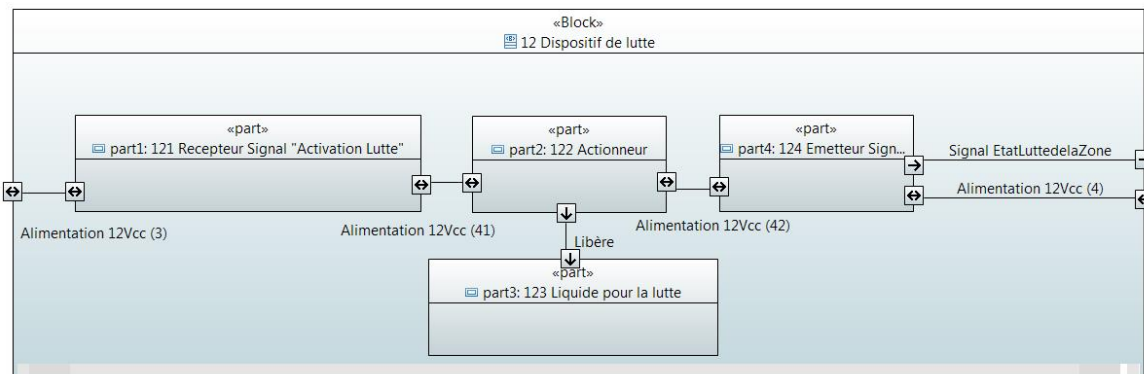 «Block»
12 Dispositif de lutte
«part»
part1: 121 Recepteur Signal "Activation Lutte"
«part»
part2: 122 Actionneur
«part»
part4: 124 Emetteur Sign...
Signal EtatLuttedelaZone
Alimentation 12Vcc (4)
Alimentation 12Vcc (3)
Alimentation 12Vcc (41)
Alimentation 12Vcc (42)
Libère
«part»
part3: 123 Liquide pour la lutte